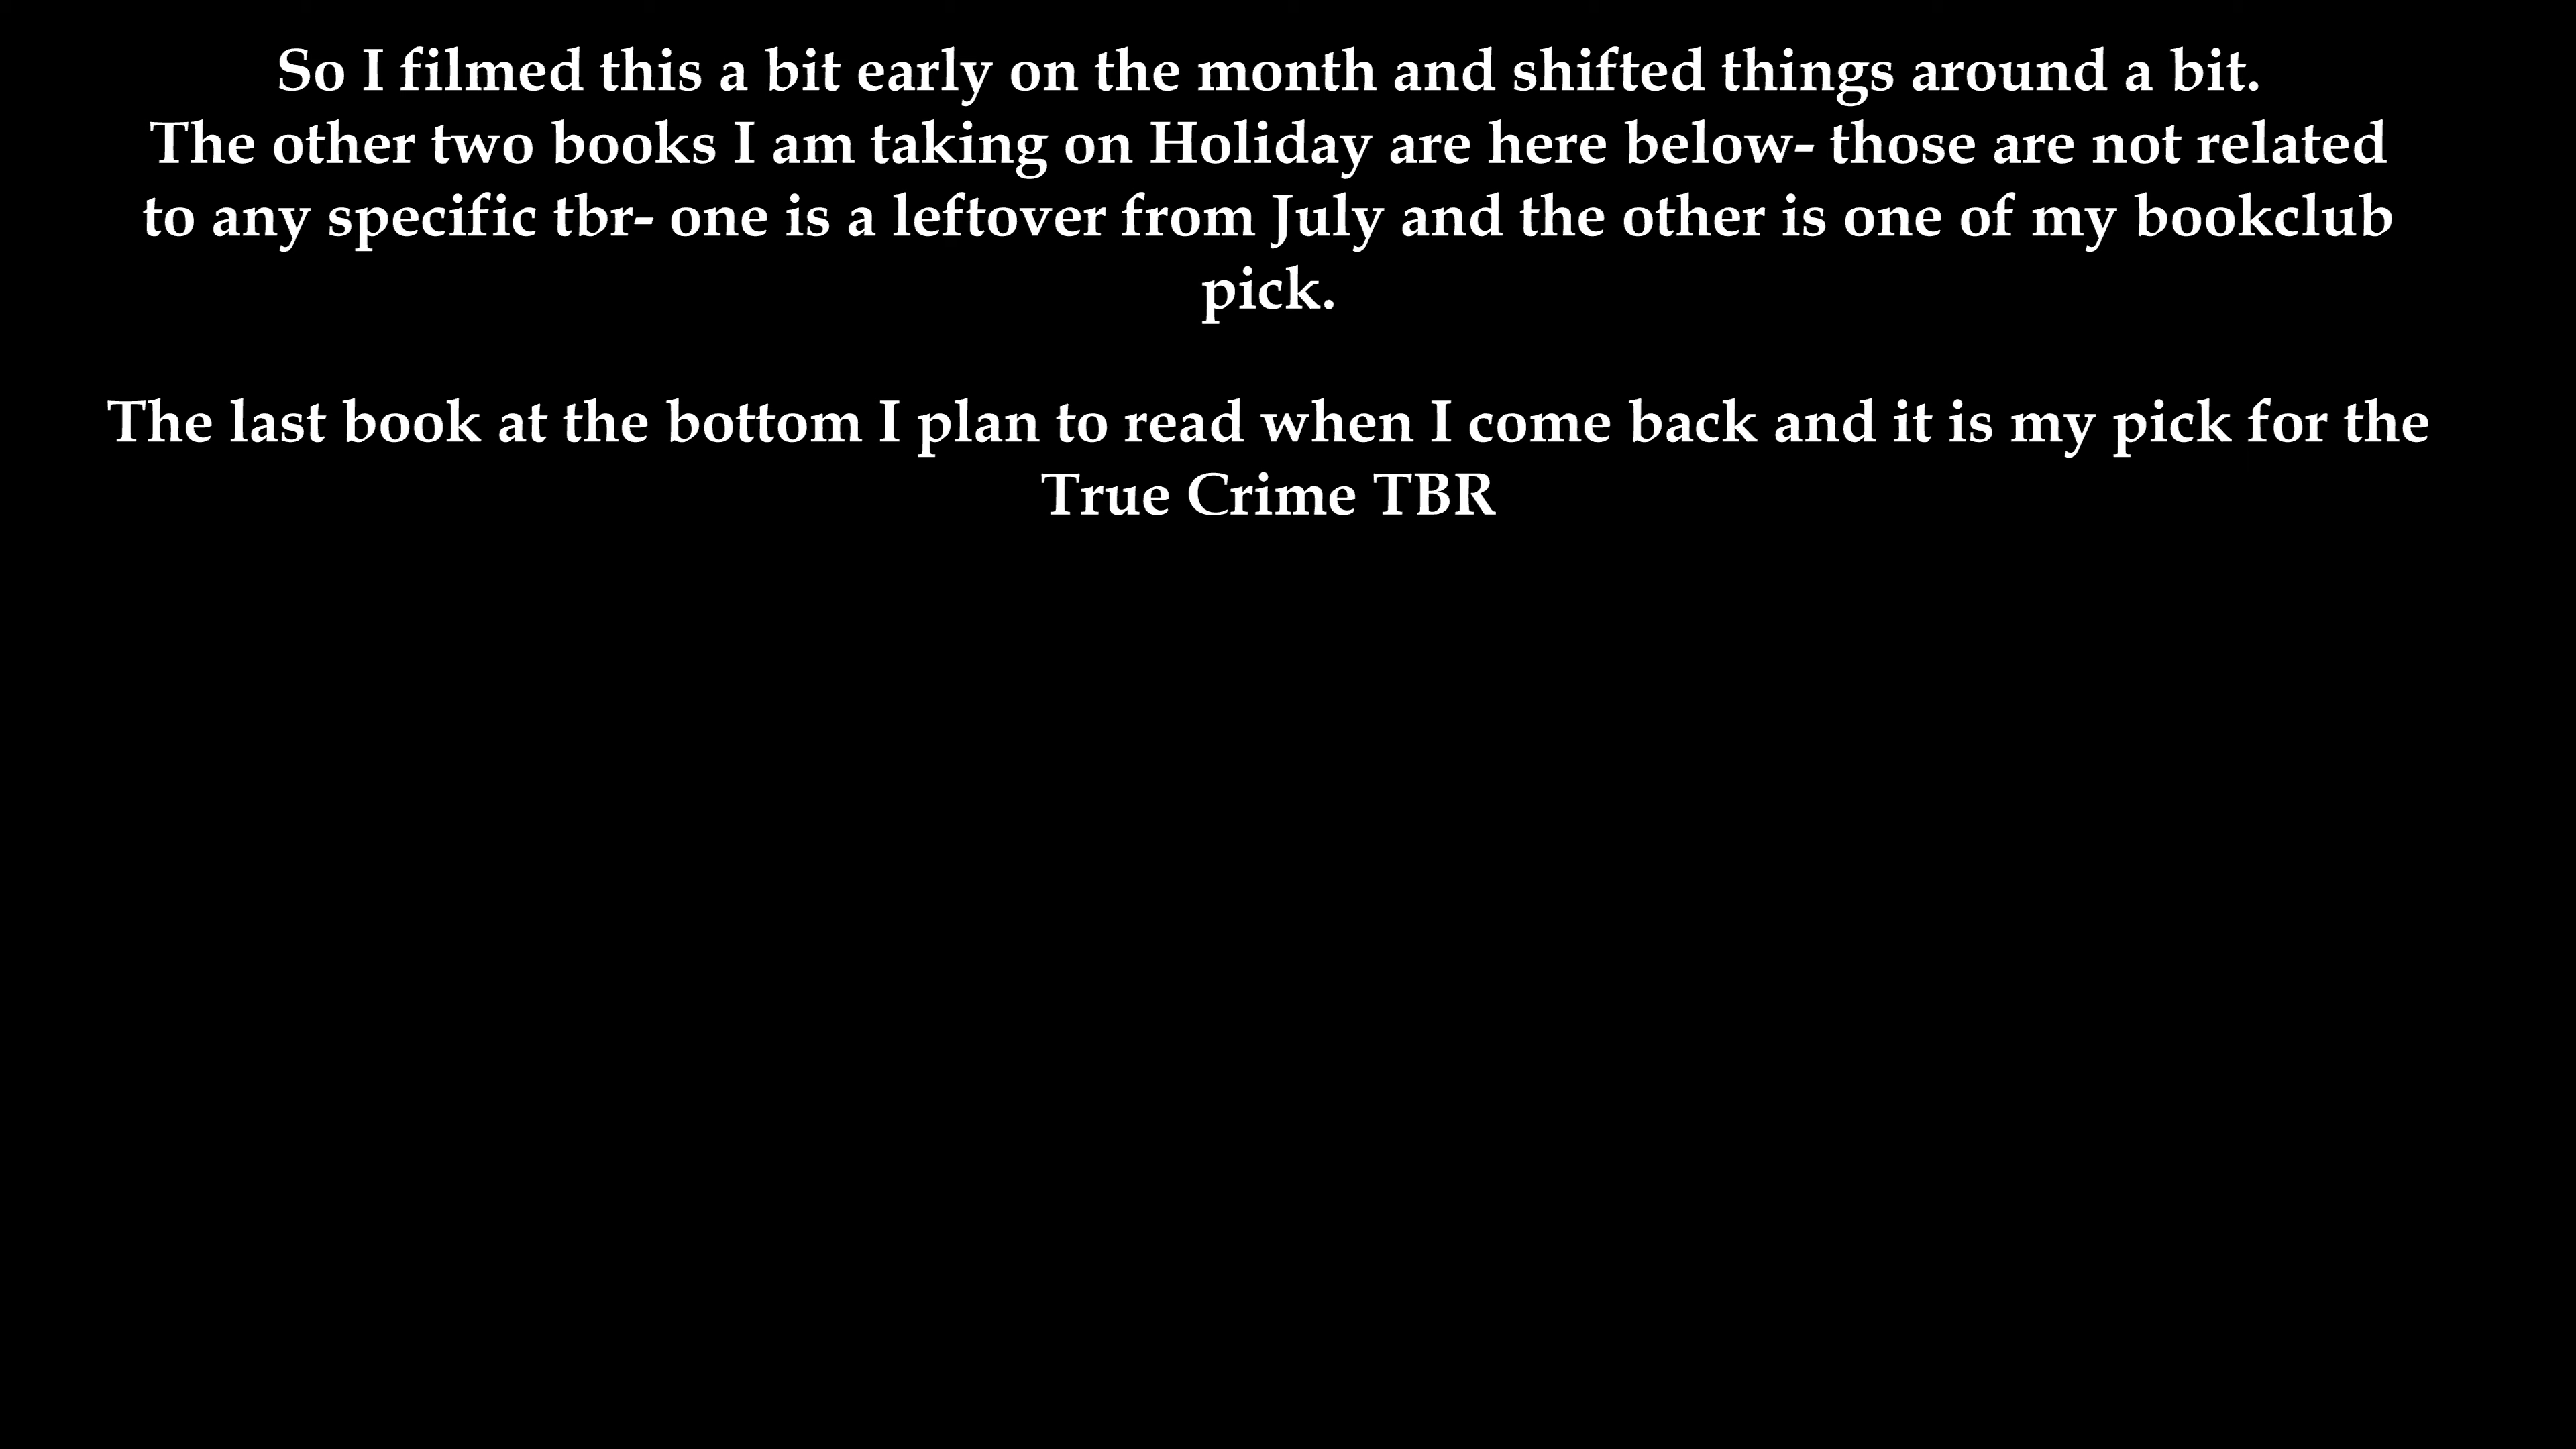 So I filmed this a bit early on the month and shifted things around a bit.
The other two books I am taking on Holiday are here below- those are not related
to any specific tbr- one is a leftover from July and the other is one of my bookclub
pick.
The last book at the bottom I plan to read when I come back and it is my pick for the
True Crime TBR